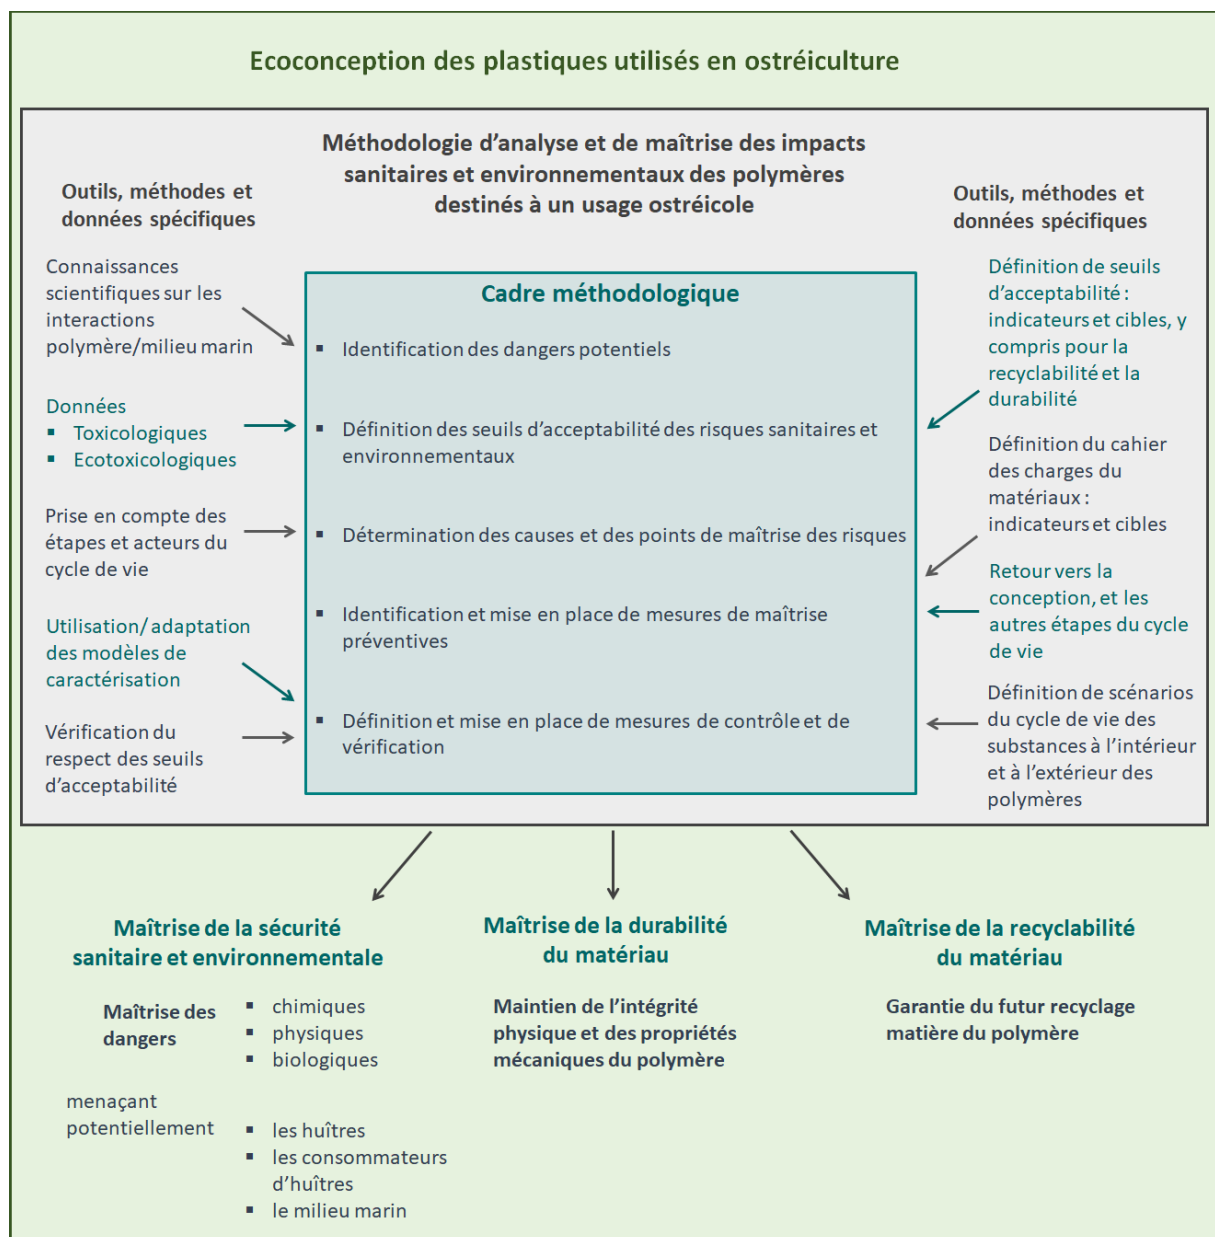 Ecoconception des plastiques utilisés en ostréiculture
Méthodologie d'analyse et de maîtrise des impacts
sanitaires et environnementaux des polymères
destinés à un usage ostréicole
Outils, méthodes et
données spécifiques
Connaissances
scientifiques sur les
interactions
polymère/milieu marin
Données
▪ Toxicologiques
▪ Ecotoxicologiques
Prise en compte des
étapes et acteurs du
cycle de vie
Utilisation/adaptation
des modèles de
caractérisation
Vérification du
respect des seuils
d'acceptabilité
Cadre méthodologique
▪ Identification des dangers potentiels
▪ Définition des seuils d'acceptabilité des risques sanitaires et
environnementaux
▪ Détermination des causes et des points de maîtrise des risques
▪ Identification et mise en place de mesures de maîtrise
préventives
▪ Définition et mise en place de mesures de contrôle et de
vérification
Outils, méthodes et
données spécifiques
Définition de seuils
d'acceptabilité :
indicateurs et cibles, y
compris pour la
recyclabilité et la
durabilité
Définition du cahier
des charges du
matériaux :
indicateurs et cibles
Retour vers la
conception, et les
autres étapes du cycle
de vie
Définition de scénarios
du cycle de vie des
substances à l'intérieur
et à l'extérieur des
polymères
Maîtrise de la sécurité
sanitaire et environnementale
Maîtrise des
dangers
▪ chimiques
▪ physiques
▪ biologiques
menaçant
potentiellement
▪ les huîtres
▪ les consommateurs
d'huîtres
▪ le milieu marin
Maîtrise de la durabilité
du matériau
Maintien de l'intégrité
physique et des propriétés
mécaniques du polymère
Maîtrise de la recyclabilité
du matériau
Garantie du futur recyclage
matière du polymère